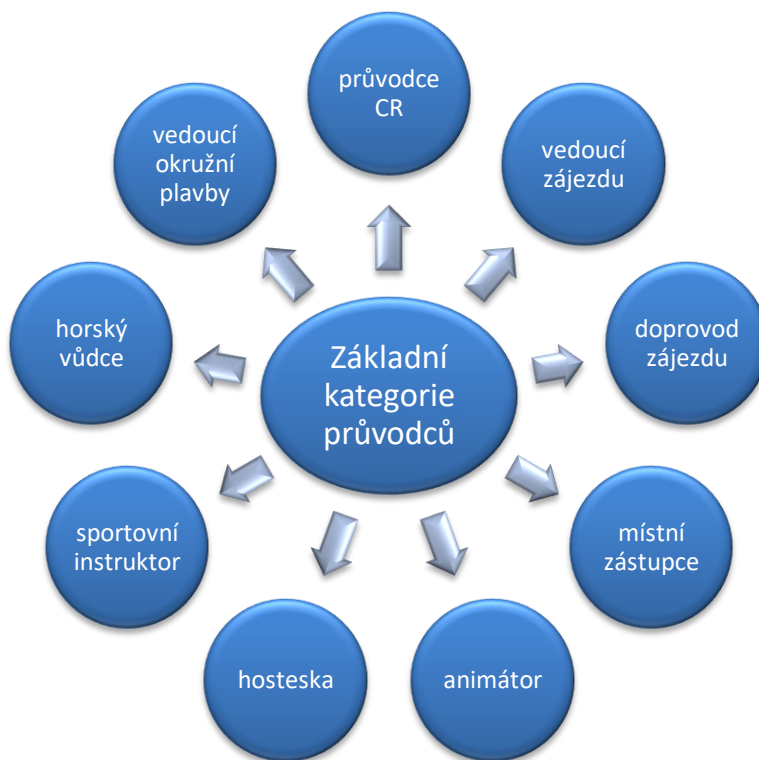 průvodce
CR
vedoucí
zájezdu
doprovod
zájezdu
místní
zástupce
animátor
hosteska
sportovní
instruktor
horský
vůdce
vedoucí
okružní
plavby
Základní
kategorie
průvodců